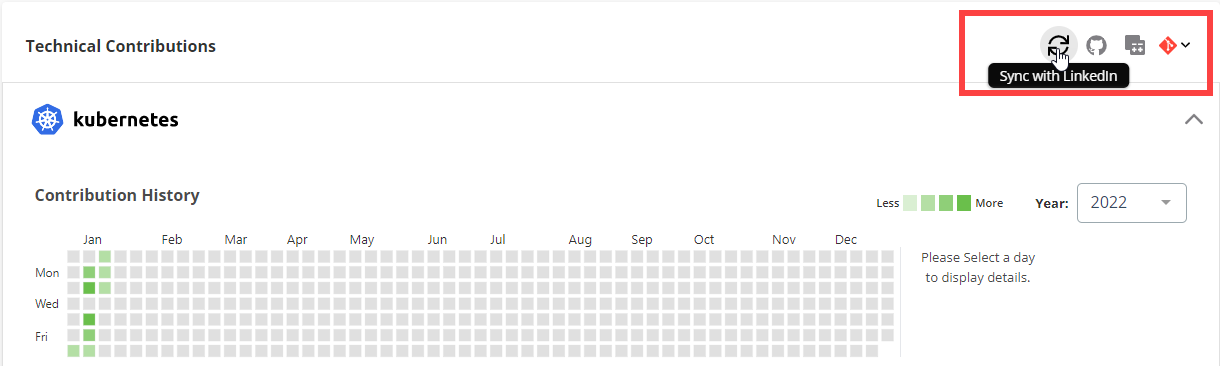 Technical Contributions
Sync with LinkedIn
kubernetes
Contribution History
Less More Year: 2022
Jan Feb Mar Apr May Jun Jul Aug Sep Oct Nov Dec
Mon
Wed
Fri
Please Select a day
to display details.